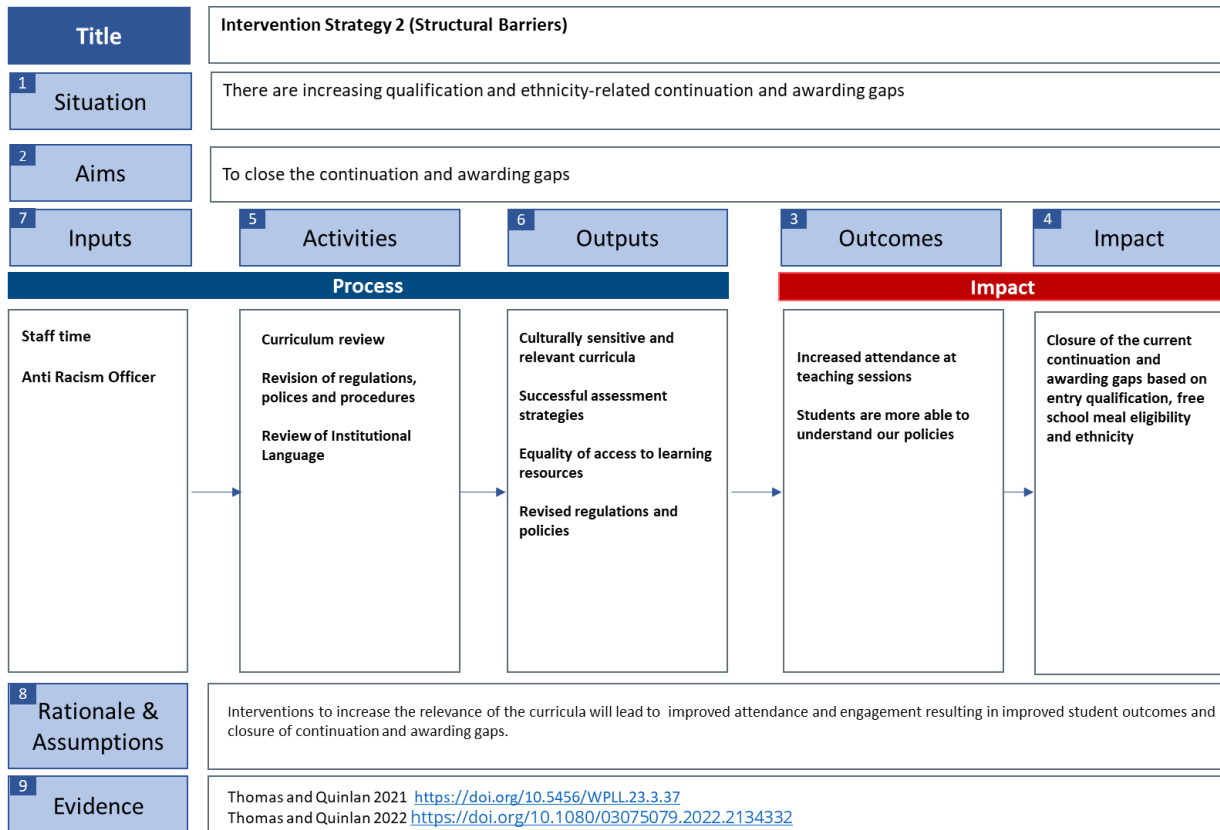 Title
Intervention Strategy 2 (Structural Barriers)
1
Situation
There are increasing qualification and ethnicity-related continuation and awarding gaps
2
Aims
To close the continuation and awarding gaps
7
Inputs
5
Activities
6
Outputs
3
Outcomes
4
Impact
Process
Impact
Staff time
Anti Racism Officer
Curriculum review
Revision of regulations,
polices and procedures
Review of Institutional
Language
Culturally sensitive and
relevant curricula
Successful assessment
strategies
Equality of access to learning
resources
Revised regulations and
policies
Increased attendance at
teaching sessions
Students are more able to
understand our policies
Closure of the current
continuation and
awarding gaps based on
entry qualification, free
school meal eligibility
and ethnicity
8
Rationale &
Assumptions
Interventions to increase the relevance of the curricula will lead to improved attendance and engagement resulting in improved student outcomes and
closure of continuation and awarding gaps.
9
Evidence
Thomas and Quinlan 2021 https://doi.org/10.5456/WPLL.23.3.37
Thomas and Quinlan 2022 https://doi.org/10.1080/03075079.2022.2134332